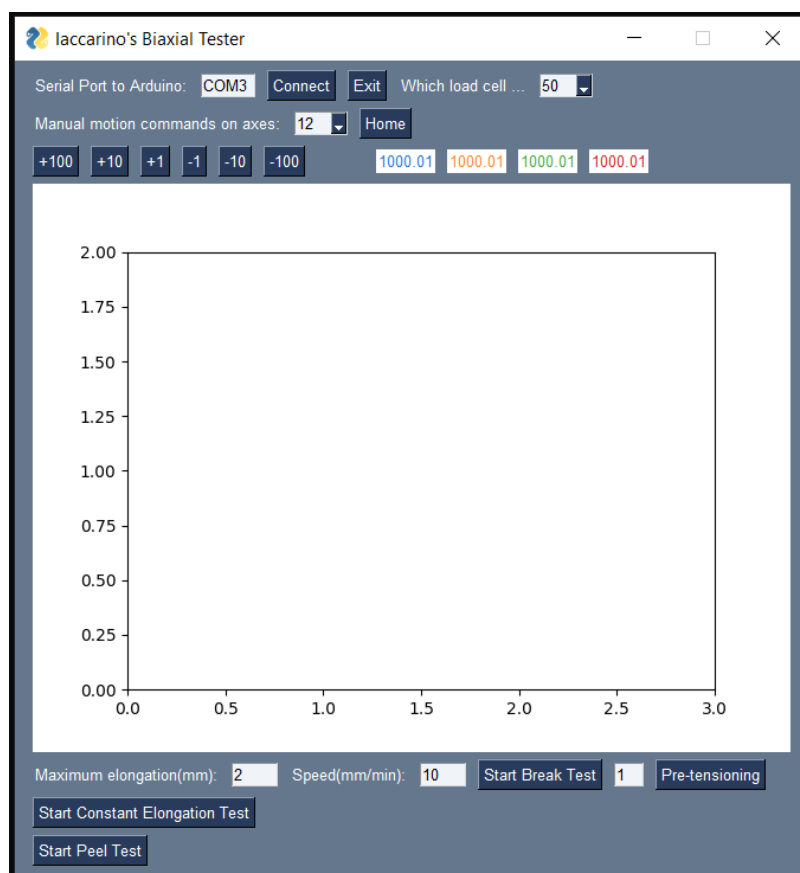 Iaccarino's Biaxial Tester
Serial Port to Arduino: COM3 Connect Exit Which load cell ... 50
Manual motion commands on axes: 12 Home
+100 +10 +1 -1 -10 -100 1000.01 1000.01 1000.01 1000.01
2.00
1.75
1.50
1.25
1.00
0.75
0.50
0.25
0.00
0.0 0.5 1.0 1.5 2.0 2.5 3.0
Maximum elongation(mm): 2 Speed(mm/min): 10 Start Break Test 1 Pre-tensioning
Start Constant Elongation Test
Start Peel Test